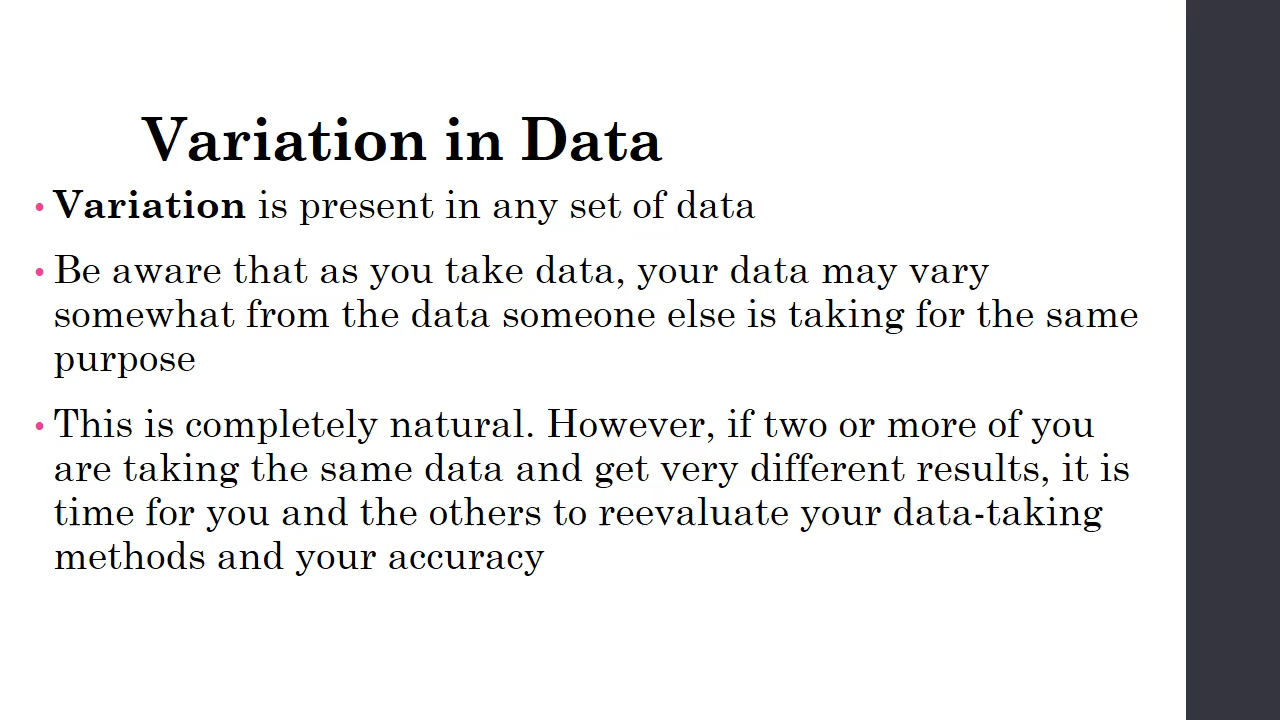 Variation in Data
• Variation is present in any set of data
• Be aware that as you take data, your data may vary
somewhat from the data someone else is taking for the same
purpose
• This is completely natural. However, if two or more of you
are taking the same data and get very different results, it is
time for you and the others to reevaluate your data-taking
methods and your accuracy